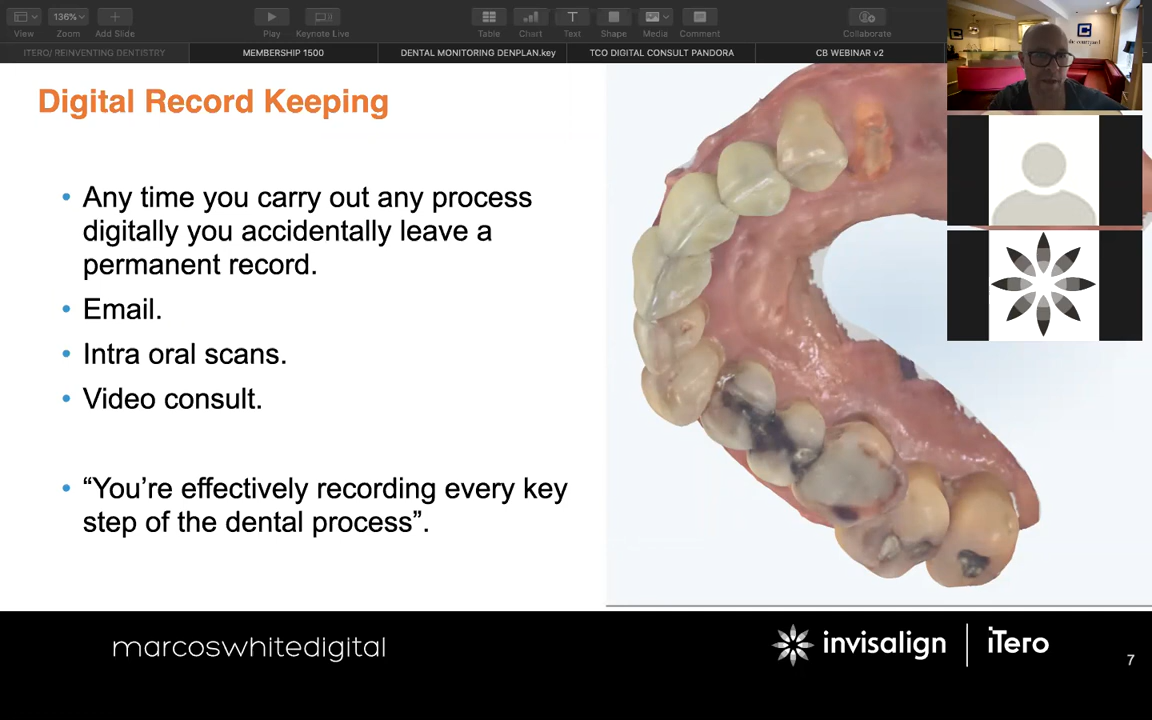 136%
View
Zoom
Add Slide
Play
Keynote Live
Table
Chart
Text
Shape
Media
Comment
Collaborate
ITERO/ REINVENTING DENTISTRY
MEMBERSHIP 1500
DENTAL MONITORING DENPLAN.key
TCO DIGITAL CONSULT PANDORA
CB WEBINAR v2
Digital Record Keeping
• Any time you carry out any process
digitally you accidentally leave a
permanent record.
• Email.
• Intra oral scans.
• Video consult.
• “You’re effectively recording every key
step of the dental process”.
marcoswhitedigital
invisalign
iTero
7